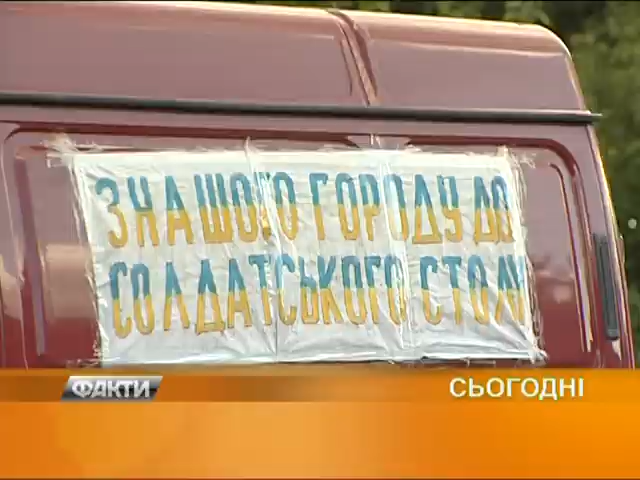 З НАШОГО ГОРОДУ ДО
СОЛДАТСЬКОГО СТОЛУ
ФАКТИ
СЬОГОДНІ